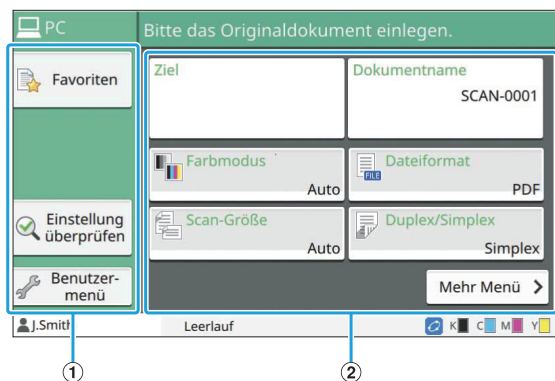 PC
Bitte das Originaldokument einlegen.
Favoriten
Ziel
Dokumentname
SCAN-0001
Farbmodus
Auto
Dateiformat
FILE
PDF
Einstellung
überprüfen
Scan-Größe
Auto
Duplex/Simplex
Simplex
Benutzer-
menü
Mehr Menü
J.Smith
Leerlauf
K C M Y
1
2